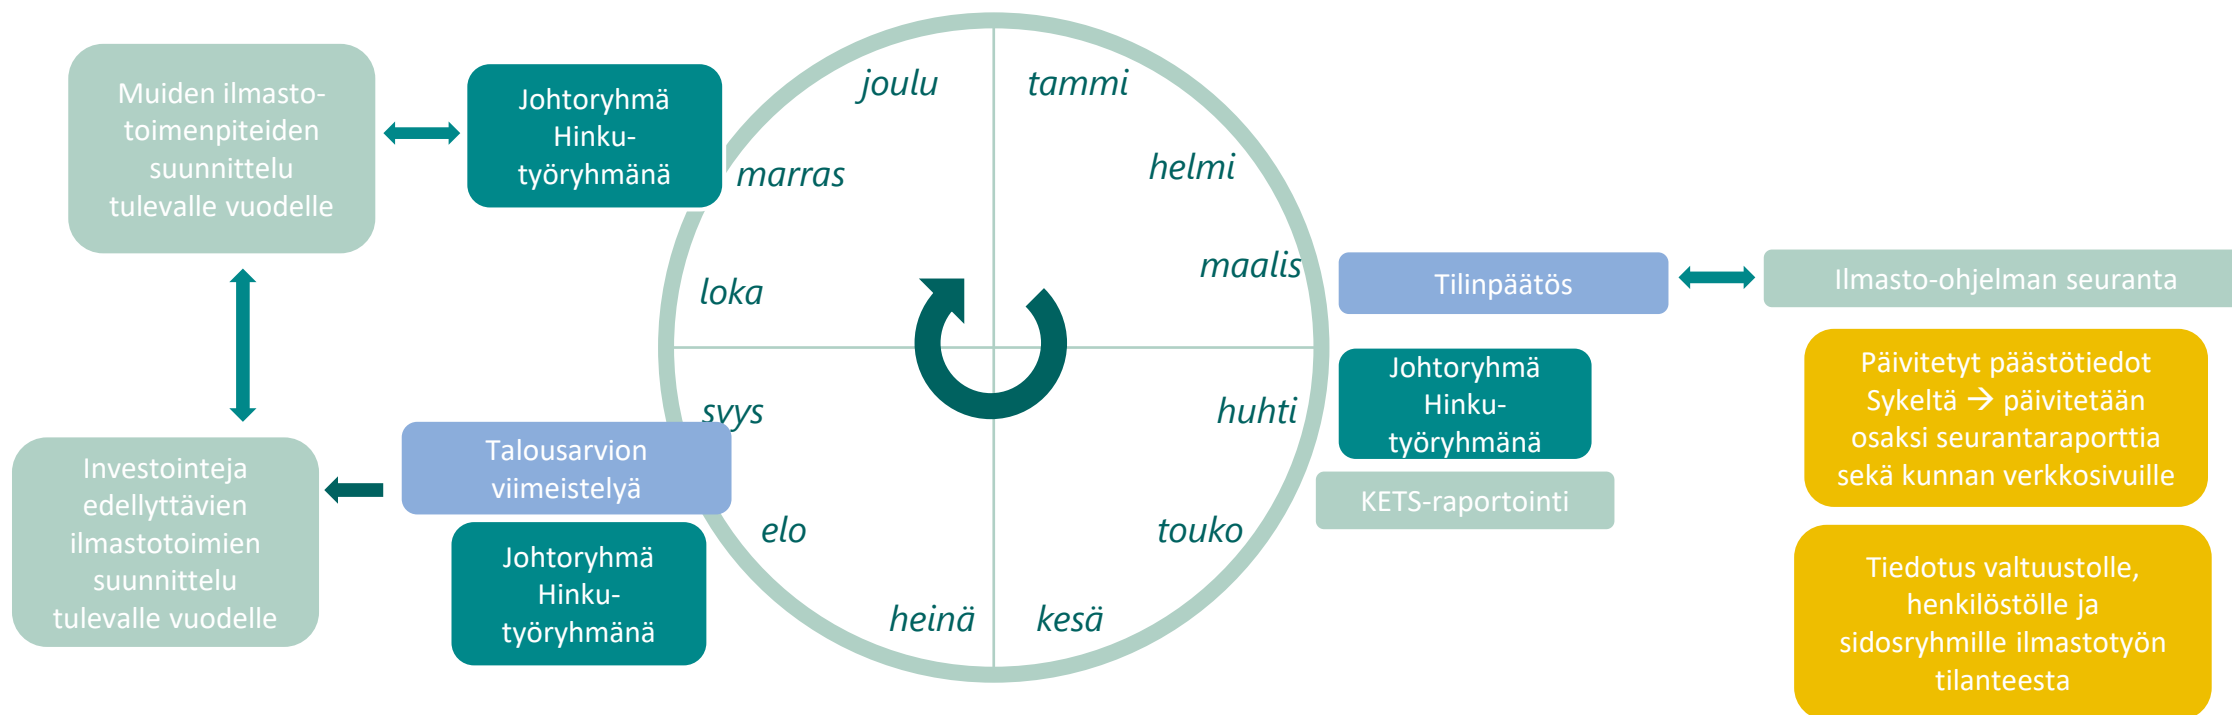 Muiden ilmasto-
toimenpiteiden
suunnittelu
tulevalle vuodelle
Johtoryhmä
Hinku-
työryhmänä
Investointeja
edellyttävien
ilmastotoimien
suunnittelu
tulevalle vuodelle
Talousarvion
viimeistelyä
Johtoryhmä
Hinku-
työryhmänä
joulu
tammi
marras
helmi
loka
maalis
syys
huhti
elo
touko
heinä
kesä
Tilinpäätös
Johtoryhmä
Hinku-
työryhmänä
KETS-raportointi
Ilmasto-ohjelman seuranta
Päivitetyt päästötiedot
Sykeltä → päivitetään
osaksi seurantaraporttia
sekä kunnan verkkosivuille
Tiedotus valtuustolle,
henkilöstölle ja
sidosryhmille ilmastotyön
tilanteesta